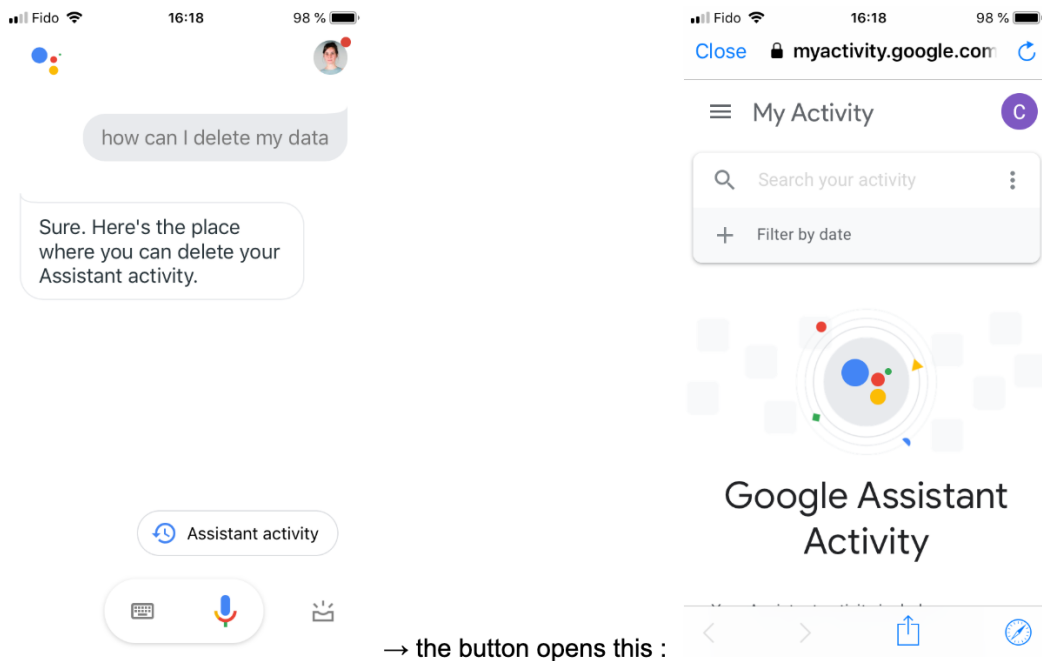 Fido
16:18
98 %
how can I delete my data
Sure. Here's the place
where you can delete your
Assistant activity.
Assistant activity
→ the button opens this :
Fido
16:18
98 %
Close
myactivity.google.com
My Activity
C
Search your activity
Filter by date
Google Assistant
Activity